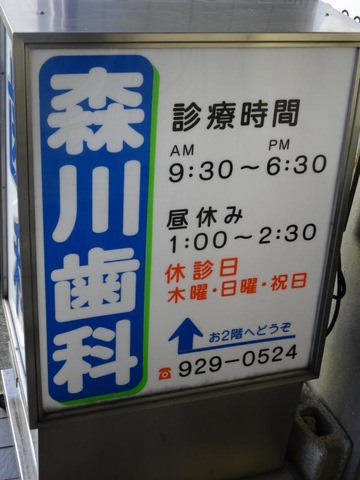 森川歯科
診療時間
AM PM
9:30～6:30
昼休み
1:00～2:30
休診日
木曜・日曜・祝日
お2階へどうぞ
☎929-0524